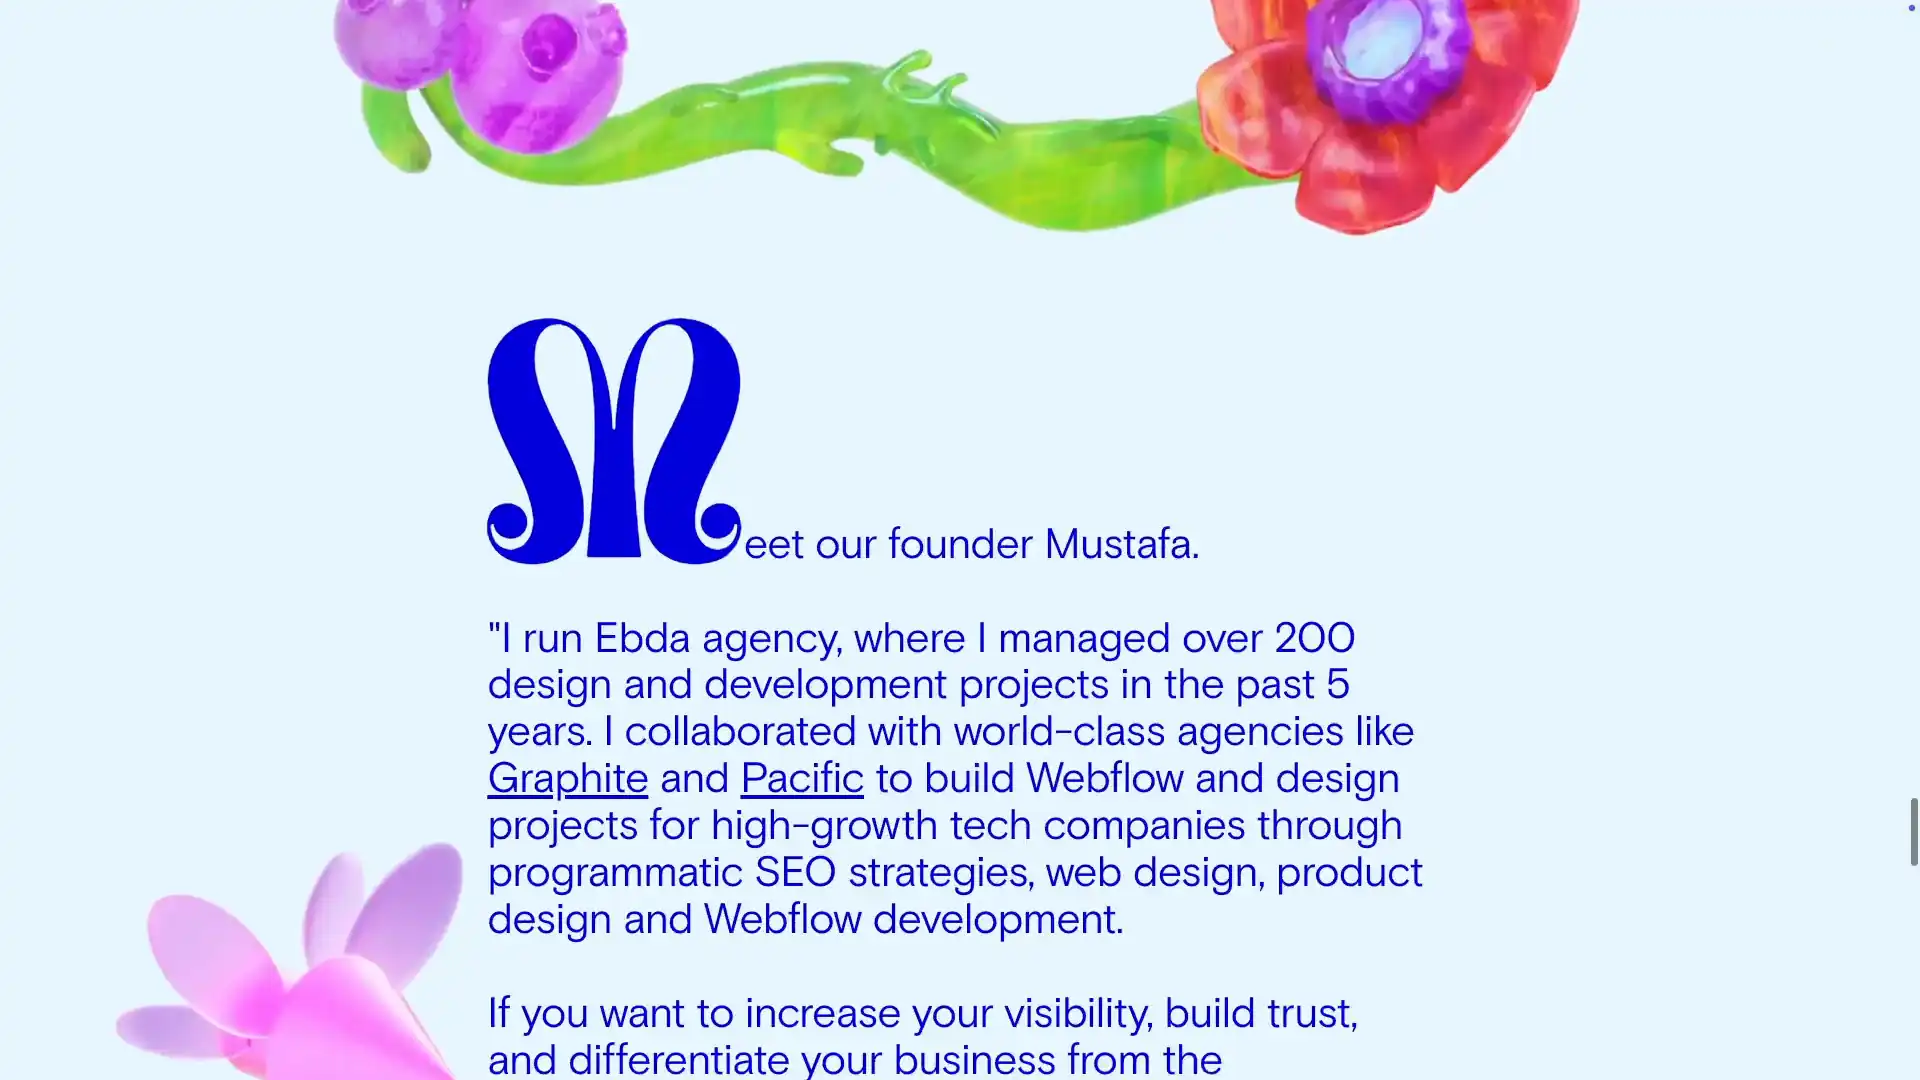 Meet our founder Mustafa.
"I run Ebda agency, where I managed over 200
design and development projects in the past 5
years. I collaborated with world-class agencies like
Graphite and Pacific to build Webflow and design
projects for high-growth tech companies through
programmatic SEO strategies, web design, product
design and Webflow development.
If you want to increase your visibility, build trust,
and differentiate your business from the